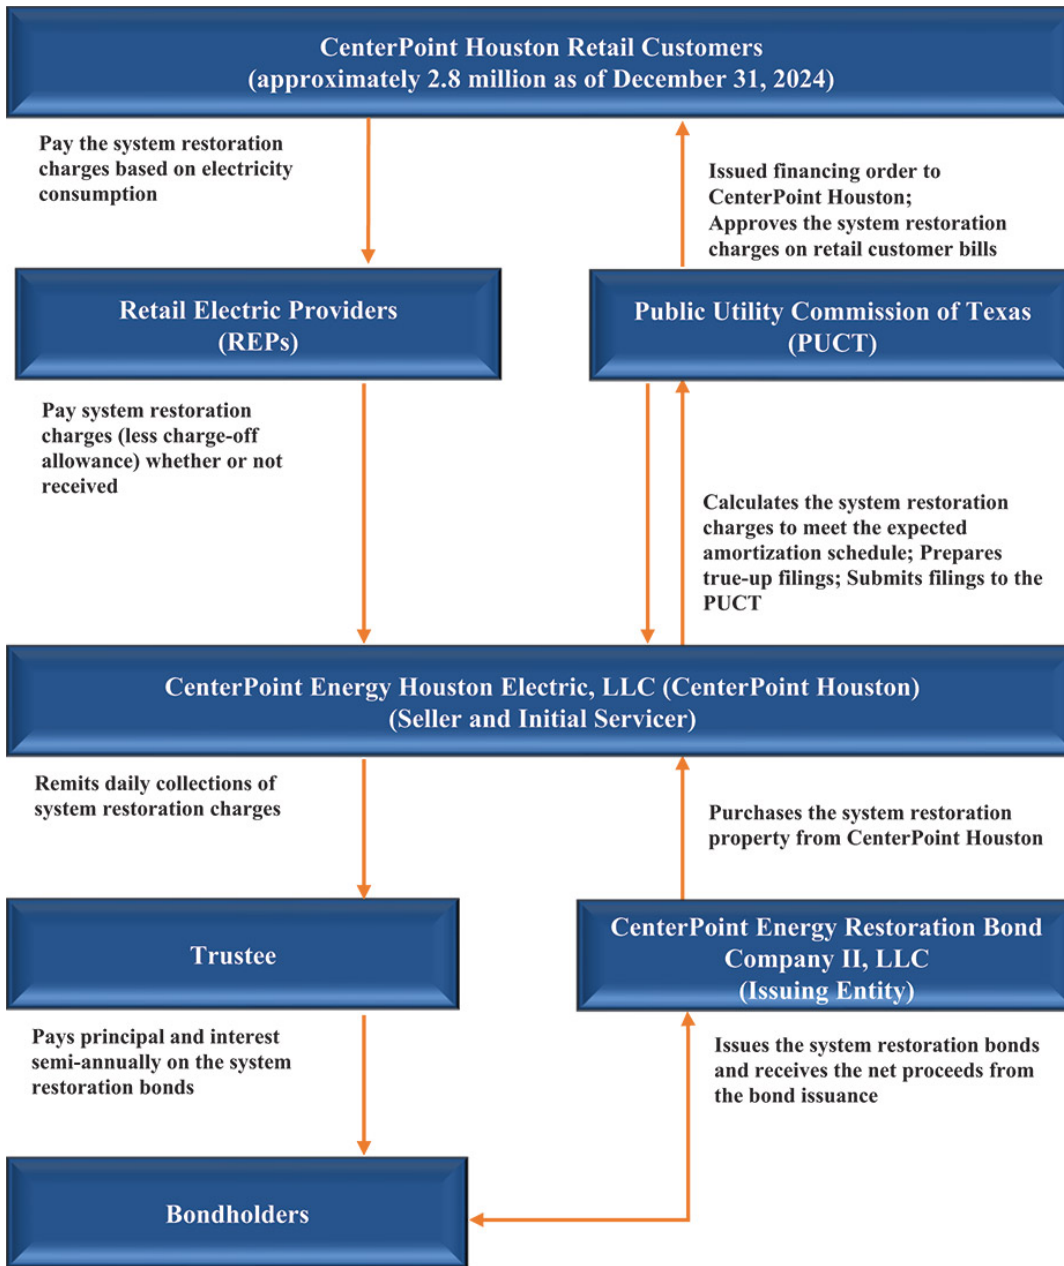 CenterPoint Houston Retail Customers
(approximately 2.8 million as of December 31, 2024)
Pay the system restoration
charges based on electricity
consumption
Issued financing order to
CenterPoint Houston;
Approves the system restoration
charges on retail customer bills
Retail Electric Providers
(REPs)
Public Utility Commission of Texas
(PUCT)
Pay system restoration
charges (less charge-off
allowance) whether or not
received
Calculates the system restoration
charges to meet the expected
amortization schedule; Prepares
true-up filings; Submits filings to the
PUCT
CenterPoint Energy Houston Electric, LLC (CenterPoint Houston)
(Seller and Initial Servicer)
Remits daily collections of
system restoration charges
Purchases the system restoration
property from CenterPoint Houston
Trustee
CenterPoint Energy Restoration Bond
Company II, LLC
(Issuing Entity)
Pays principal and interest
semi-annually on the system
restoration bonds
Issues the system restoration bonds
and receives the net proceeds from
the bond issuance
Bondholders